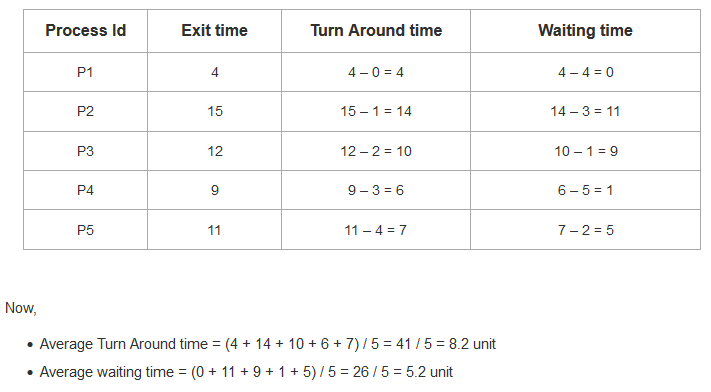 Process Id Exit time Turn Around time Waiting time
P1 4 4 – 0 = 4 4 – 4 = 0
P2 15 15 – 1 = 14 14 – 3 = 11
P3 12 12 – 2 = 10 10 – 1 = 9
P4 9 9 – 3 = 6 6 – 5 = 1
P5 11 11 – 4 = 7 7 – 2 = 5
Now,
• Average Turn Around time = (4 + 14 + 10 + 6 + 7) / 5 = 41 / 5 = 8.2 unit
• Average waiting time = (0 + 11 + 9 + 1 + 5) / 5 = 26 / 5 = 5.2 unit